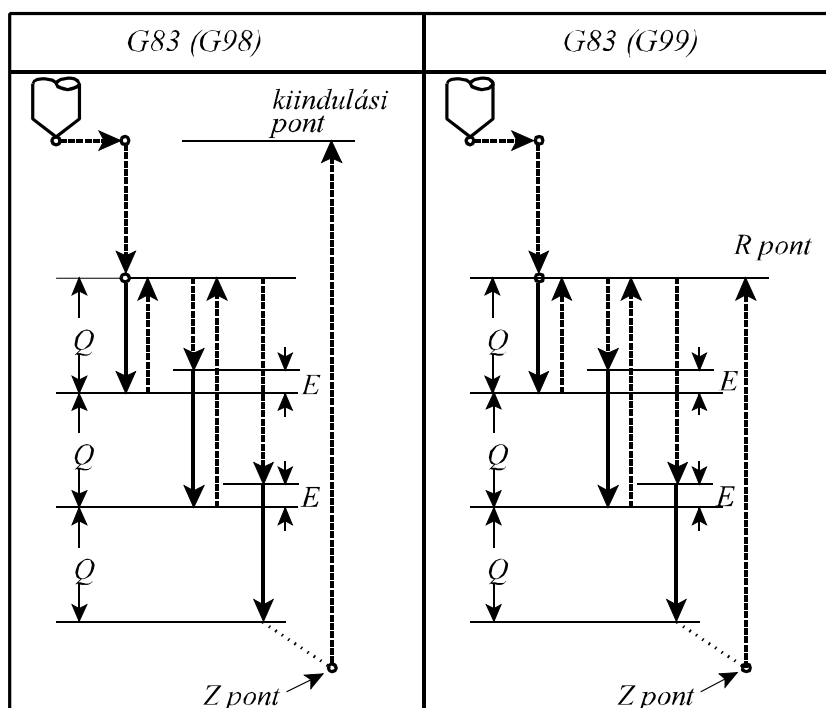 G83 (G98)
kiindulási
pont
Q
E
Q
E
Q
Z pont
G83 (G99)
R pont
Q
E
Q
E
Q
Z pont